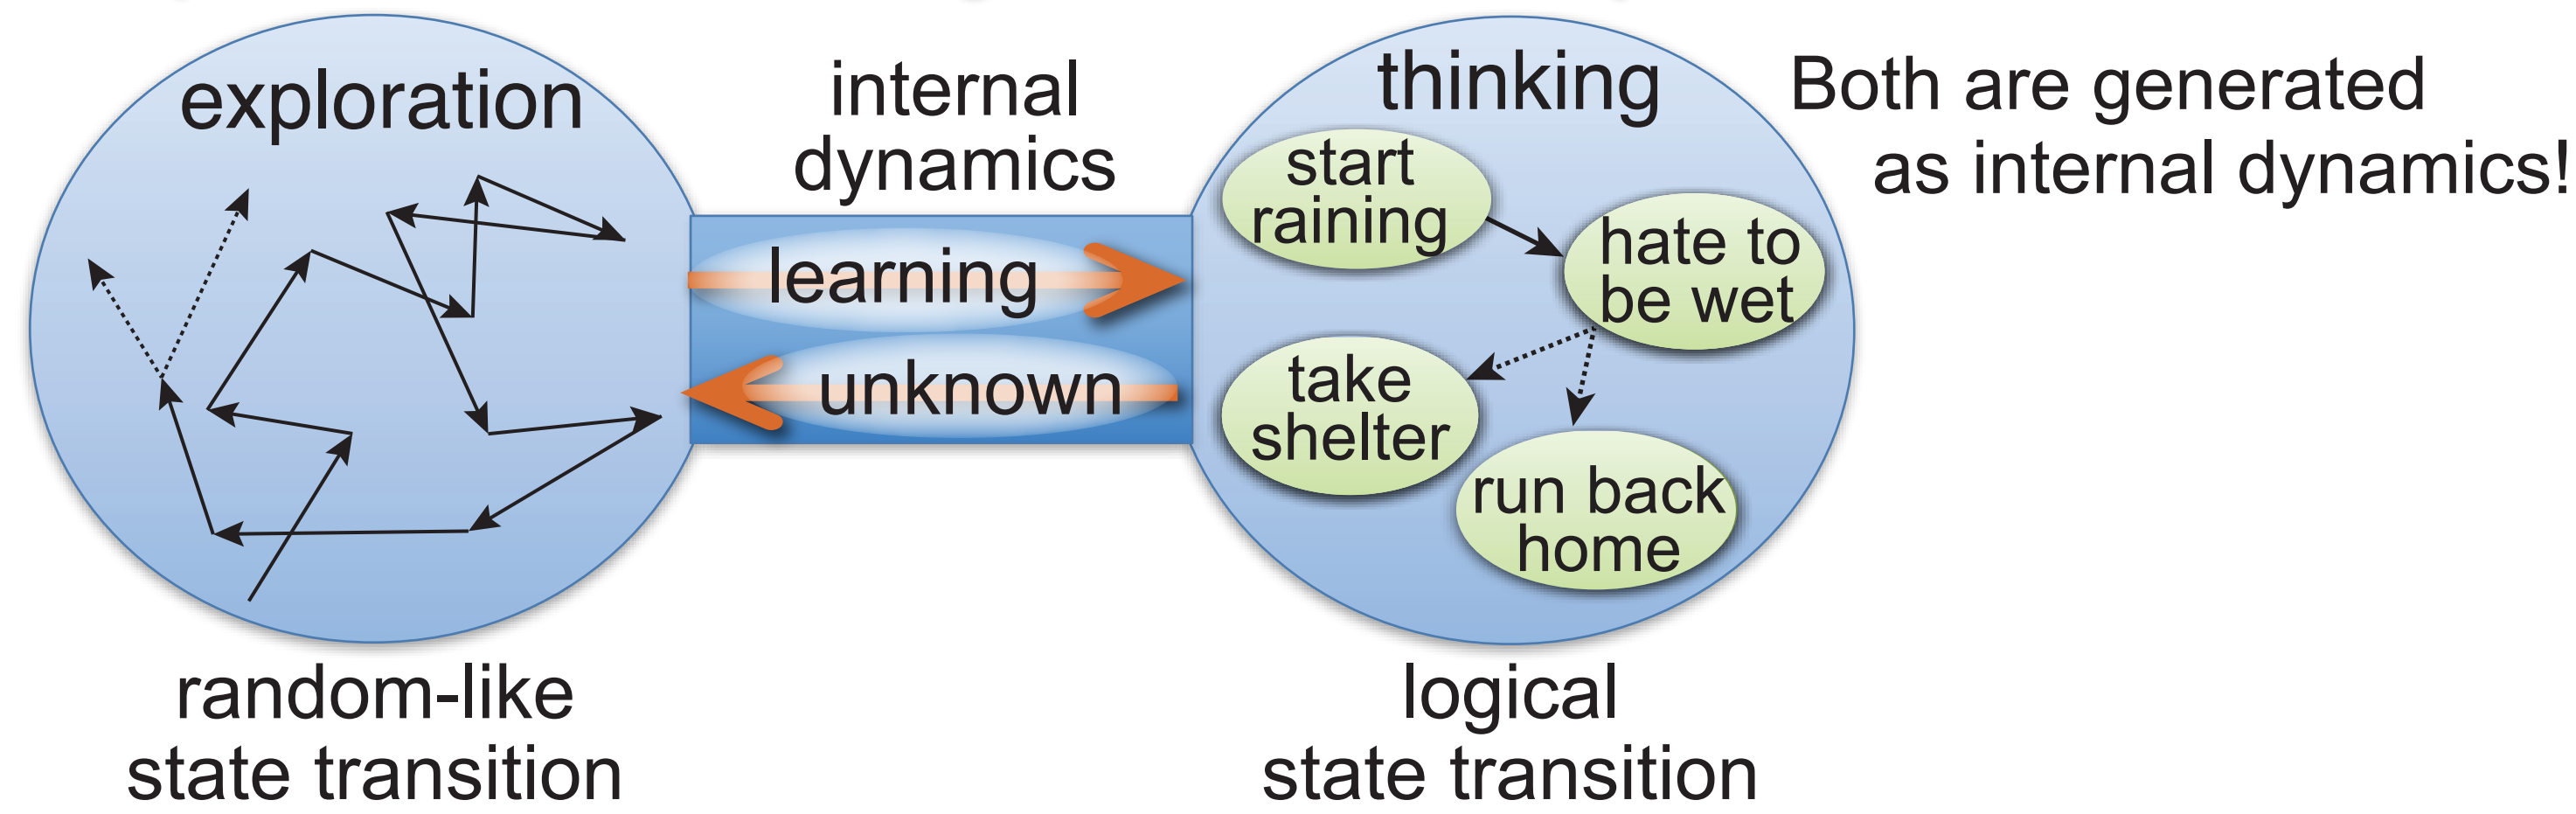 exploration
random-like
state transition
internal
dynamics
learning
unknown
thinking
start
raining
hate to
be wet
take
shelter
run back
home
logical
state transition
Both are generated
as internal dynamics!